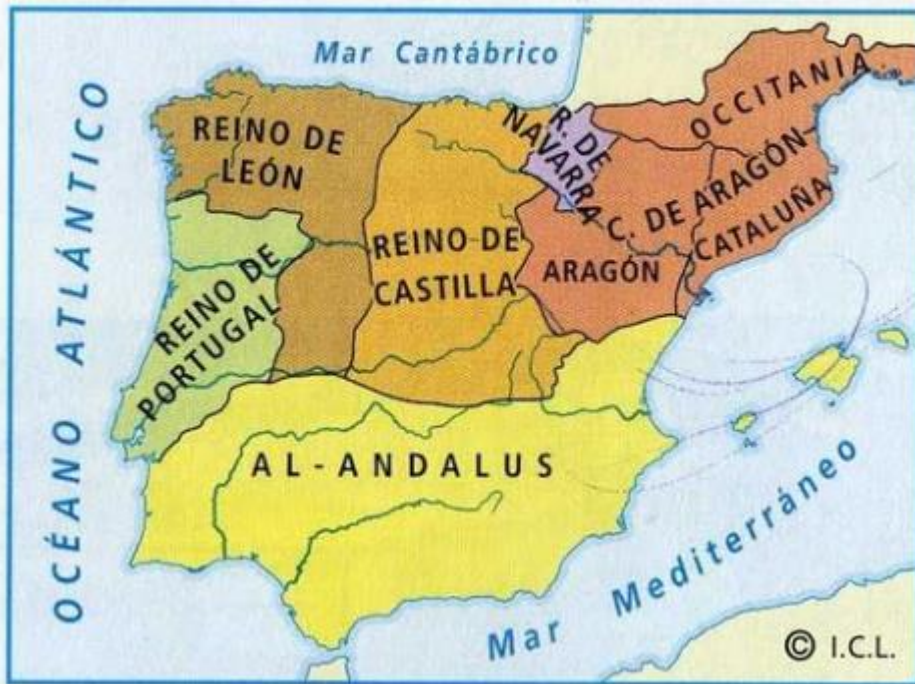 Mar Cantábrico
OCÉANO ATLÁNTICO
REINO DE
LEÓN
R. DE
NAVARRA
OCCITANIA
C. DE ARAGÓN
CATALUÑA
ARAGÓN
REINO DE
CASTILLA
REINO DE
PORTUGAL
AL-ANDALUS
Mar Mediterráneo
© I.C.L.